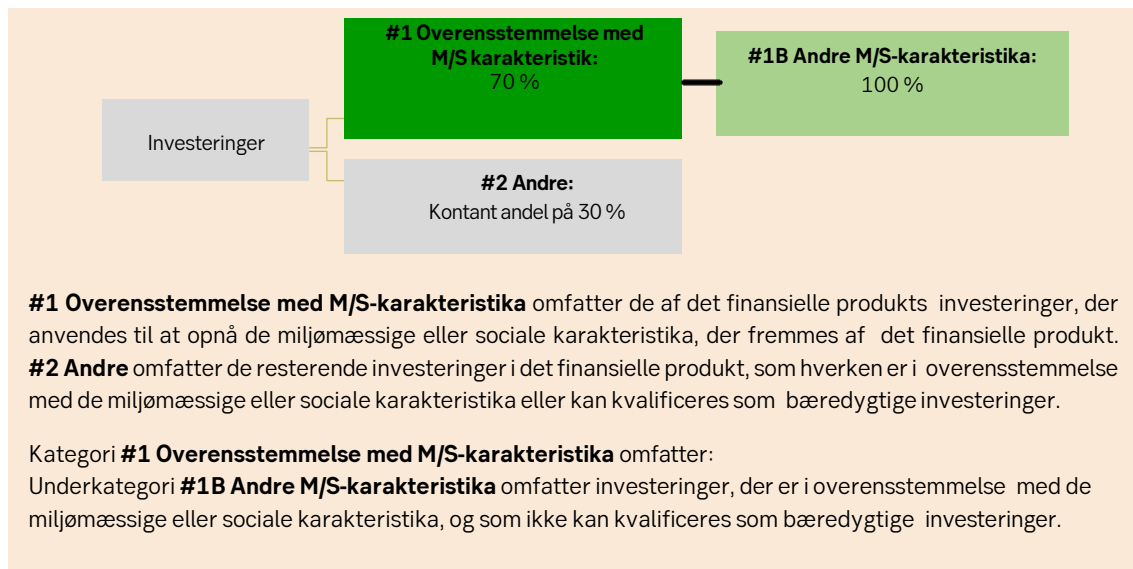 #1 Overensstemmelse med
M/S karakteristik:
70 %
#1B Andre M/S-karakteristika:
100 %
Investeringer
#2 Andre:
Kontant andel på 30 %
#1 Overensstemmelse med M/S-karakteristika omfatter de af det finansielle produkts investeringer, der
anvendes til at opnå de miljømæssige eller sociale karakteristika, der fremmes af det finansielle produkt.
#2 Andre omfatter de resterende investeringer i det finansielle produkt, som hverken er i overensstemmelse
med de miljømæssige eller sociale karakteristika eller kan kvalificeres som bæredygtige investeringer.
Kategori #1 Overensstemmelse med M/S-karakteristika omfatter:
Underkategori #1B Andre M/S-karakteristika omfatter investeringer, der er i overensstemmelse med de
miljømæssige eller sociale karakteristika, og som ikke kan kvalificeres som bæredygtige investeringer.